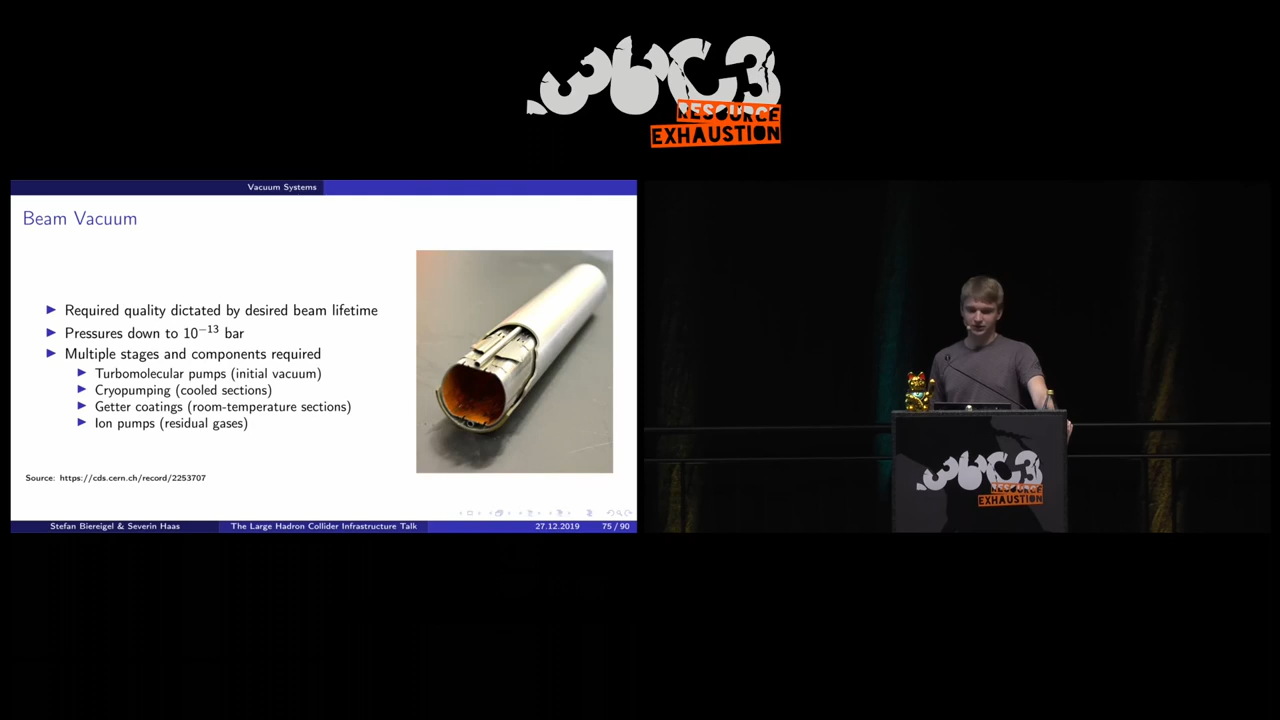 36C3
RESOURCE
EXHAUSTION
Vacuum Systems
Beam Vacuum
Required quality dictated by desired beam lifetime
Pressures down to 10⁻¹³ bar
Multiple stages and components required
Turbomolecular pumps (initial vacuum)
Cryopumping (cooled sections)
Getter coatings (room-temperature sections)
Ion pumps (residual gases)
Source: https://cds.cern.ch/record/2253707
Stefan Biereigel & Severin Haas
The Large Hadron Collider Infrastructure Talk
27.12.2019
75 / 90
36C3
RESOURCE
EXHAUSTION